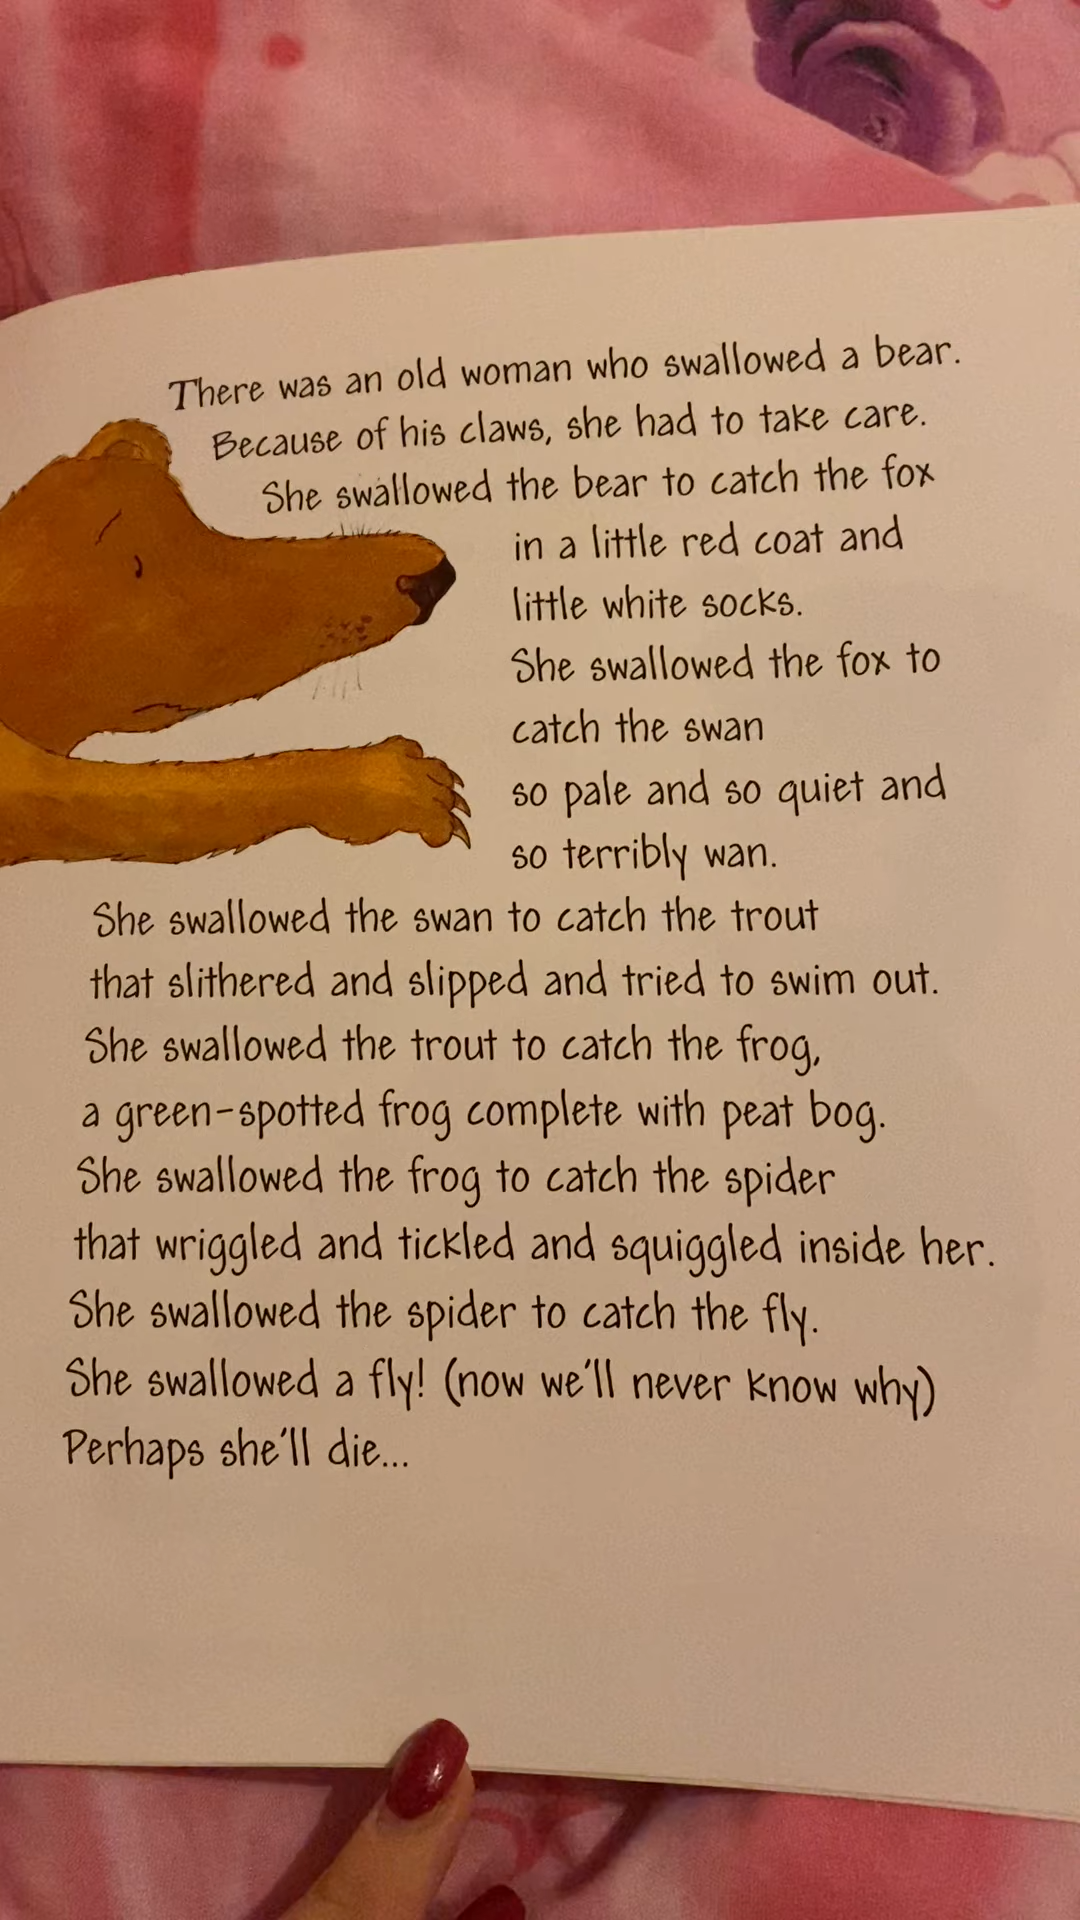 There was an old woman who swallowed a bear.
Because of his claws, she had to take care.
She swallowed the bear to catch the fox
in a little red coat and
little white socks.
She swallowed the fox to
catch the swan
so pale and so quiet and
so terribly wan.
She swallowed the swan to catch the trout
that slithered and slipped and tried to swim out.
She swallowed the trout to catch the frog,
a green-spotted frog complete with peat bog.
She swallowed the frog to catch the spider
that wriggled and tickled and squiggled inside her.
She swallowed the spider to catch the fly.
She swallowed a fly! (now we'll never know why)
Perhaps she'll die...